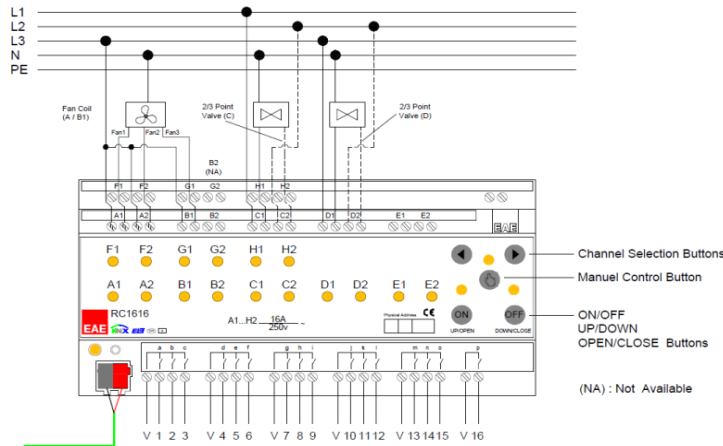 L1
L2
L3
N
PE
Fan Coil
(A / B1)
Fan1 Fan2 Fan3
2/3 Point
Valve (C)
2/3 Point
Valve (D)
B2
(NA)
F1 F2 G1 G2 H1 H2
A1 A2 B1 B2 C1 C2 D1 D2 E1 E2
EAE
F1 F2 G1 G2 H1 H2
A1 A2 B1 B2 C1 C2 D1 D2 E1 E2
Channel Selection Buttons
Manuel Control Button
EAE
RC1616
KNX
A1...H2 16A
250v
Physical Address
CE
ON OFF
UP/OPEN DOWN/CLOSE
ON/OFF
UP/DOWN
OPEN/CLOSE Buttons
a b c d e f g h i j k l m n o p
V 1 2 3 V 4 5 6 V 7 8 9 V 10 11 12 V 13 14 15 V 16
(NA) : Not Available